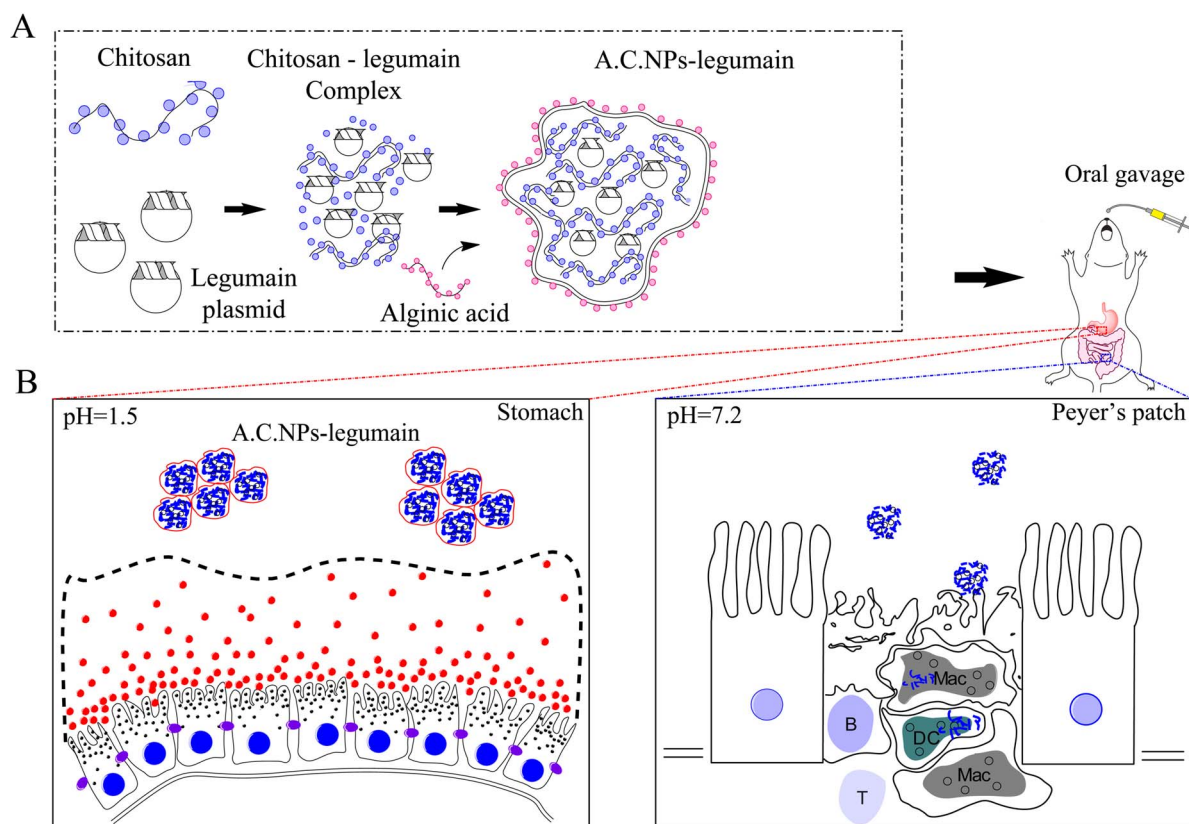 A
Chitosan
Chitosan - legumain
Complex
A.C.NPs-legumain
Legumain
plasmid
Alginic acid
Oral gavage
B
pH=1.5
Stomach
A.C.NPs-legumain
pH=7.2
Peyer's patch
Mac
B
DC
Mac
T